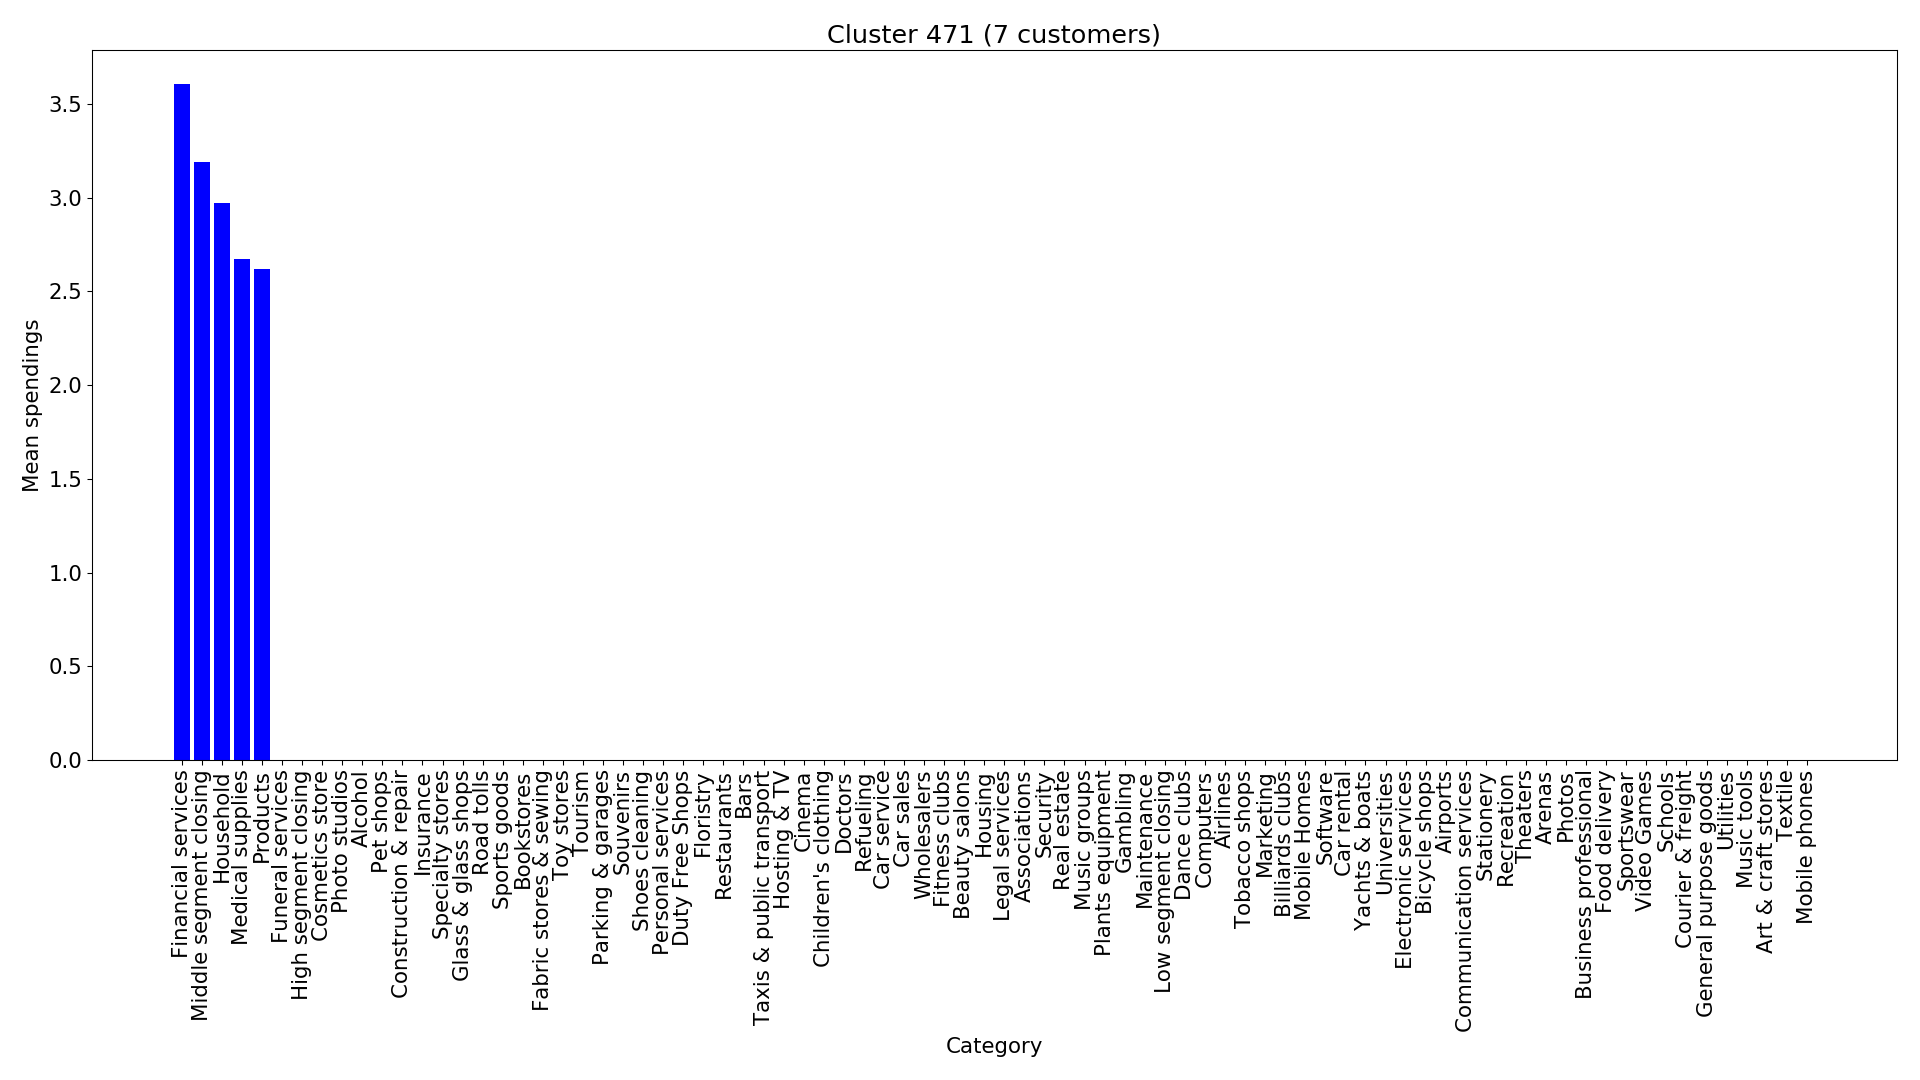 Cluster 471 (7 customers)
Mean spendings
3.5
3.0
2.5
2.0
1.5
1.0
0.5
0.0
Financial services
Middle segment closing
Household
Medical supplies
Products
Funeral services
High segment closing
Cosmetics store
Photo studios
Alcohol
Pet shops
Construction & repair
Insurance
Specialty stores
Glass & glass shops
Road tolls
Sports goods
Bookstores
Fabric stores & sewing
Toy stores
Tourism
Parking & garages
Souvenirs
Shoes cleaning
Personal services
Duty Free Shops
Floristry
Restaurants
Bars
Taxis & public transport
Hosting & TV
Cinema
Children's clothing
Doctors
Refueling
Car service
Car sales
Wholesalers
Fitness clubs
Beauty salons
Housing
Legal services
Associations
Security
Real estate
Music groups
Plants equipment
Gambling
Maintenance
Low segment closing
Dance clubs
Computers
Airlines
Tobacco shops
Marketing
Billiards clubs
Mobile Homes
Software
Car rental
Yachts & boats
Universities
Electronic services
Bicycle shops
Airports
Communication services
Stationery
Recreation
Theaters
Arenas
Photos
Business professional
Food delivery
Sportswear
Video Games
Schools
Courier & freight
General purpose goods
Utilities
Music tools
Art & craft stores
Textile
Mobile phones
Category